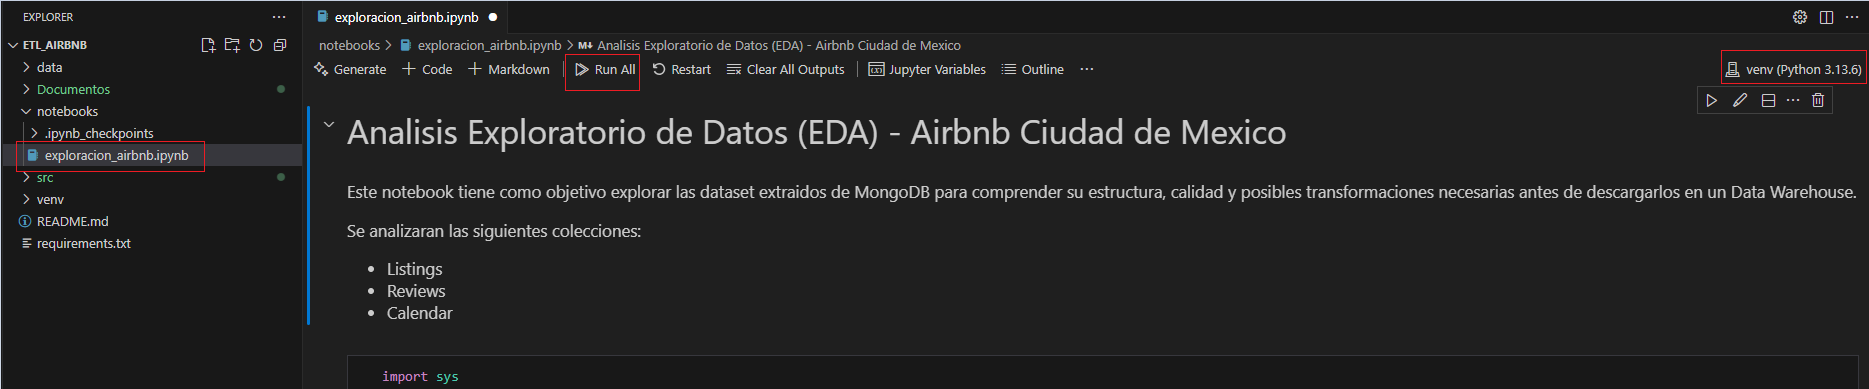 EXPLORER
ETL_AIRBNB
data
Documentos
notebooks
.ipynb_checkpoints
exploracion_airbnb.ipynb
src
venv
README.md
requirements.txt
exploracion_airbnb.ipynb
notebooks > exploracion_airbnb.ipynb > M↓ Analisis Exploratorio de Datos (EDA) - Airbnb Ciudad de Mexico
Generate + Code + Markdown Run All Restart Clear All Outputs Jupyter Variables Outline ... venv (Python 3.13.6)
Analisis Exploratorio de Datos (EDA) - Airbnb Ciudad de Mexico
Este notebook tiene como objetivo explorar las dataset extraidos de MongoDB para comprender su estructura, calidad y posibles transformaciones necesarias antes de descargarlos en un Data Warehouse.
Se analizaran las siguientes colecciones:
• Listings
• Reviews
• Calendar
import sys